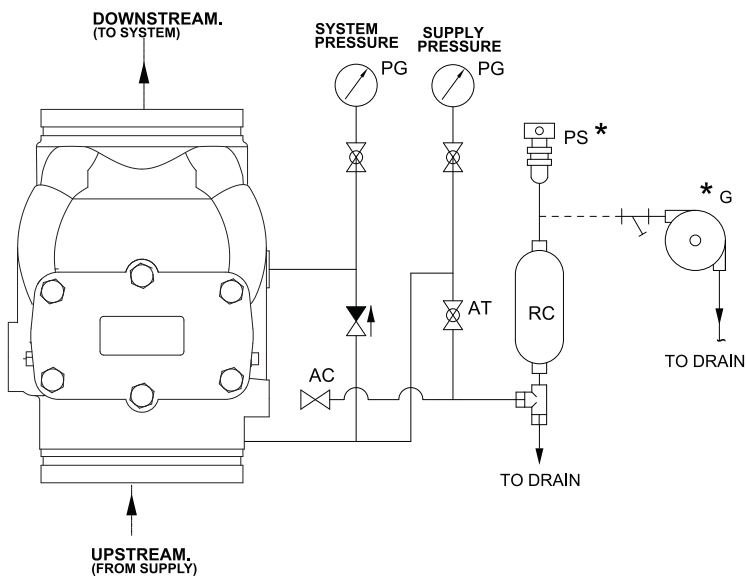 DOWNSTREAM.
(TO SYSTEM)
SYSTEM
PRESSURE
PG
SUPPLY
PRESSURE
PG
PS *
* G
AT
RC
AC
TO DRAIN
TO DRAIN
UPSTREAM.
(FROM SUPPLY)